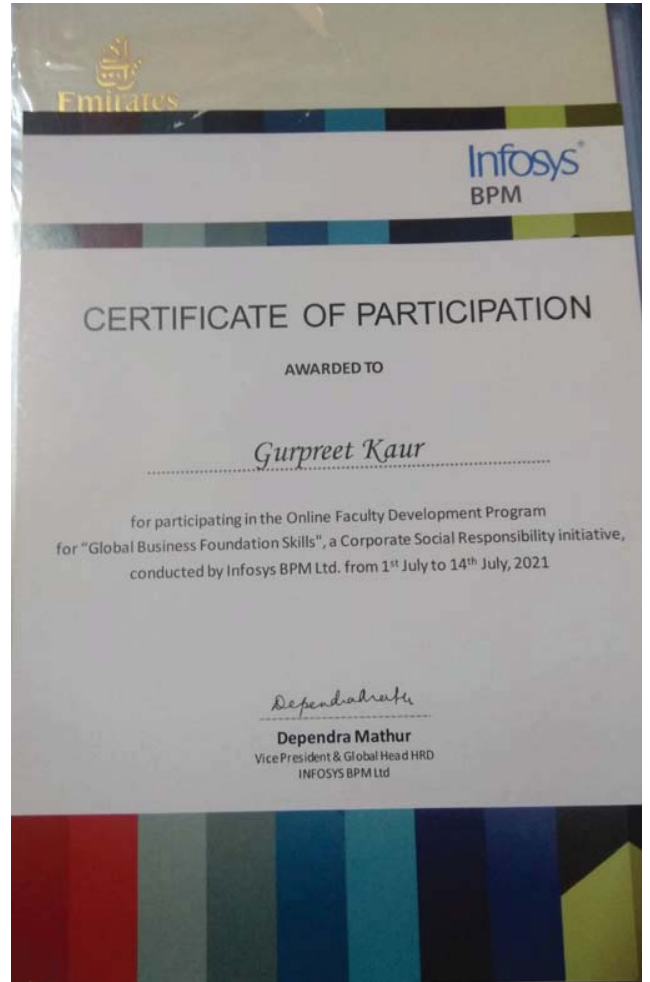 Emirates
Infosys®
BPM
CERTIFICATE OF PARTICIPATION
AWARDED TO
Gurpreet Kaur
for participating in the Online Faculty Development Program
for "Global Business Foundation Skills", a Corporate Social Responsibility initiative,
conducted by Infosys BPM Ltd. from 1st July to 14th July, 2021
Dependra Mathur
Vice President & Global Head HRD
INFOSYS BPM Ltd